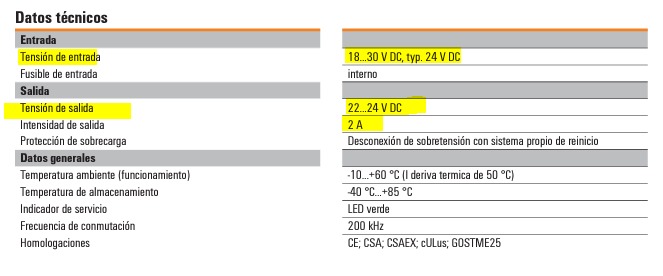 Datos técnicos
Entrada
Tensión de entrada 18...30 V DC, typ. 24 V DC
Fusible de entrada interno
Salida
Tensión de salida 22...24 V DC
Intensidad de salida 2 A
Protección de sobrecarga Desconexión de sobretensión con sistema propio de reinicio
Datos generales
Temperatura ambiente (funcionamiento) -10...+60 °C (I deriva termica de 50 °C)
Temperatura de almacenamiento -40 °C...+85 °C
Indicador de servicio LED verde
Frecuencia de conmutación 200 kHz
Homologaciones CE; CSA; CSAEX; cULus; GOSTME25